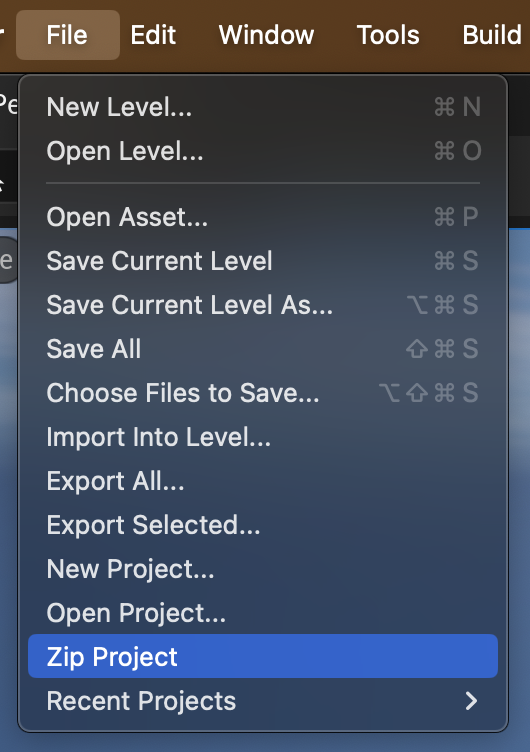 File Edit Window Tools Build
New Level... ⌘ N
Open Level... ⌘ O
Open Asset... ⌘ P
Save Current Level ⌘ S
Save Current Level As... ⌥ ⌘ S
Save All ⇧ ⌘ S
Choose Files to Save... ⌥ ⇧ ⌘ S
Import Into Level...
Export All...
Export Selected...
New Project...
Open Project...
Zip Project
Recent Projects